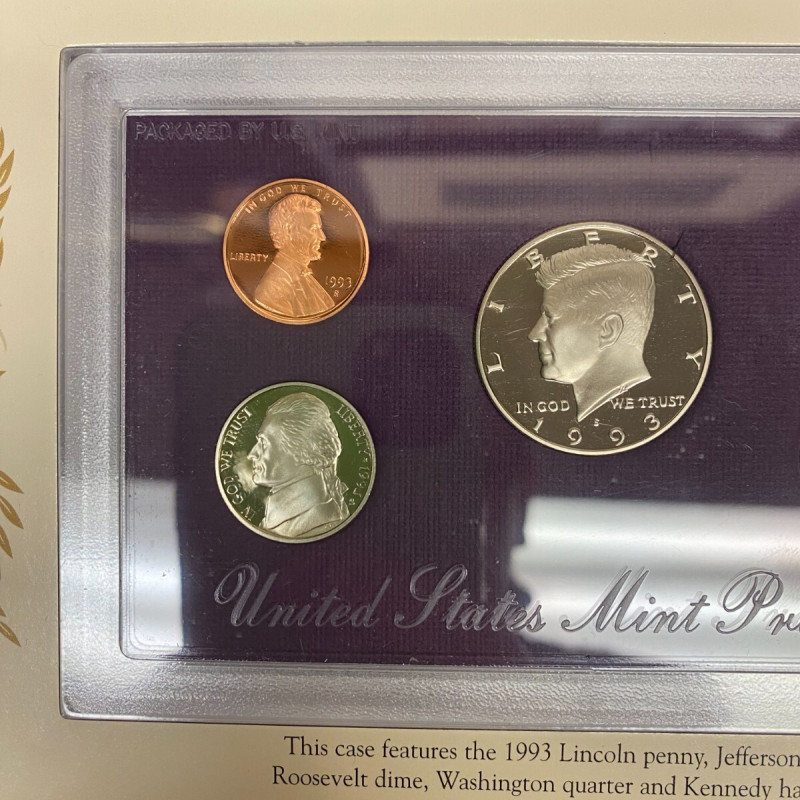 PACKAGED BY U.S. MINT
IN GOD WE TRUST
LIBERTY
1993
S
LIBERTY
IN GOD WE TRUST
S
1993
IN GOD WE TRUST
LIBERTY 1993
S
United States Mint
This case features the 1993 Lincoln penny, Jefferson
Roosevelt dime, Washington quarter and Kennedy